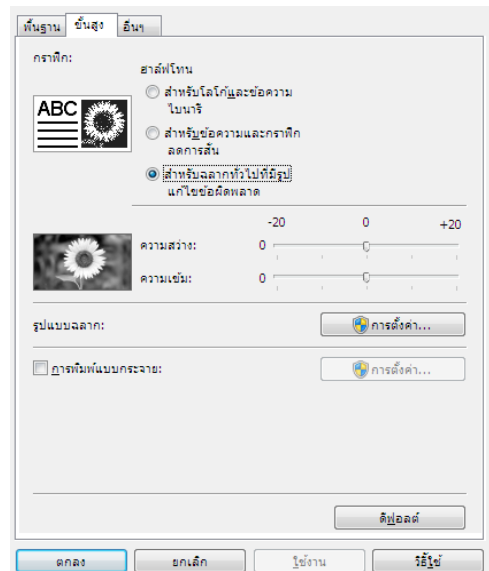 พื้นฐาน ขั้นสูง อื่นๆ
กราฟิก:
ฮาล์ฟโทน
สำหรับโลโก้และข้อความ
ไบนารี
ABC
สำหรับข้อความและกราฟิก
ลดการสั่น
สำหรับฉลากทั่วไปที่มีรูป
แก้ไขข้อผิดพลาด
-20 0 +20
ความสว่าง: 0
ความเข้ม: 0
รูปแบบฉลาก: การตั้งค่า...
การพิมพ์แบบกระจาย: การตั้งค่า...
ดีฟอลต์
ตกลง ยกเลิก ใช้งาน วิธีใช้